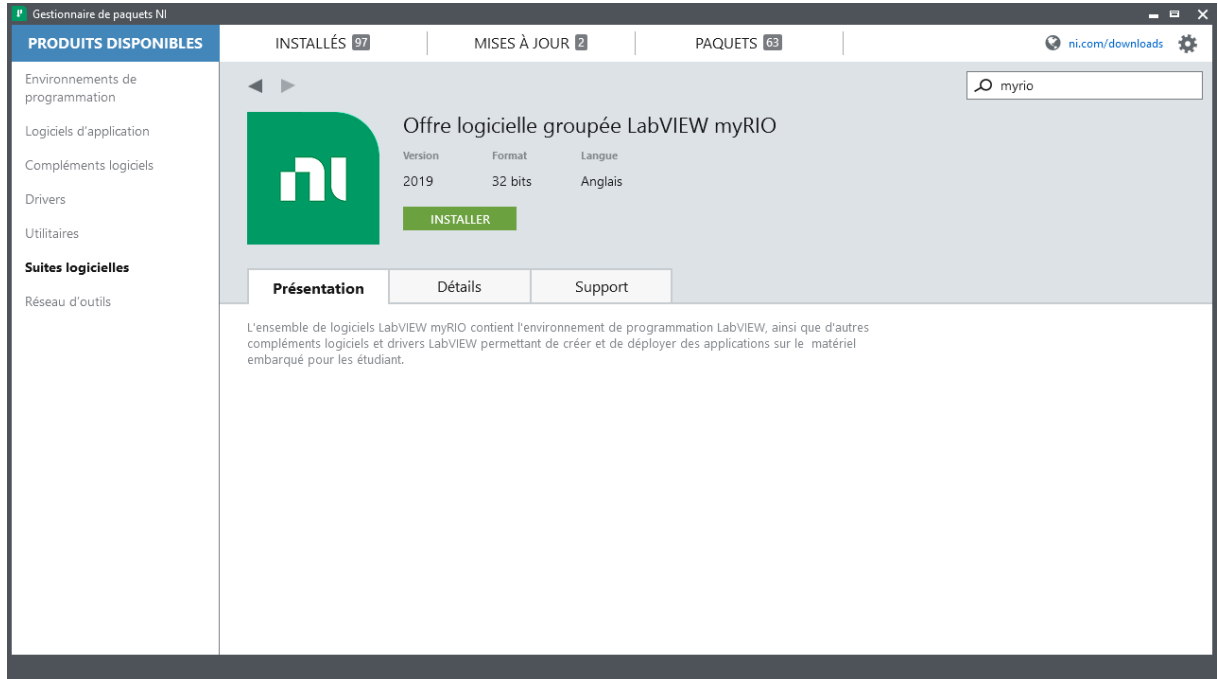 Gestionnaire de paquets NI
PRODUITS DISPONIBLES
INSTALLÉS 97
MISES À JOUR 2
PAQUETS 63
ni.com/downloads
Environnements de
programmation
Logiciels d'application
Compléments logiciels
Drivers
Utilitaires
Suites logicielles
Réseau d'outils
myrio
Offre logicielle groupée LabVIEW myRIO
Version Format Langue
2019 32 bits Anglais
INSTALLER
Présentation Détails Support
L'ensemble de logiciels LabVIEW myRIO contient l'environnement de programmation LabVIEW, ainsi que d'autres
compléments logiciels et drivers LabVIEW permettant de créer et de déployer des applications sur le matériel
embarqué pour les étudiant.